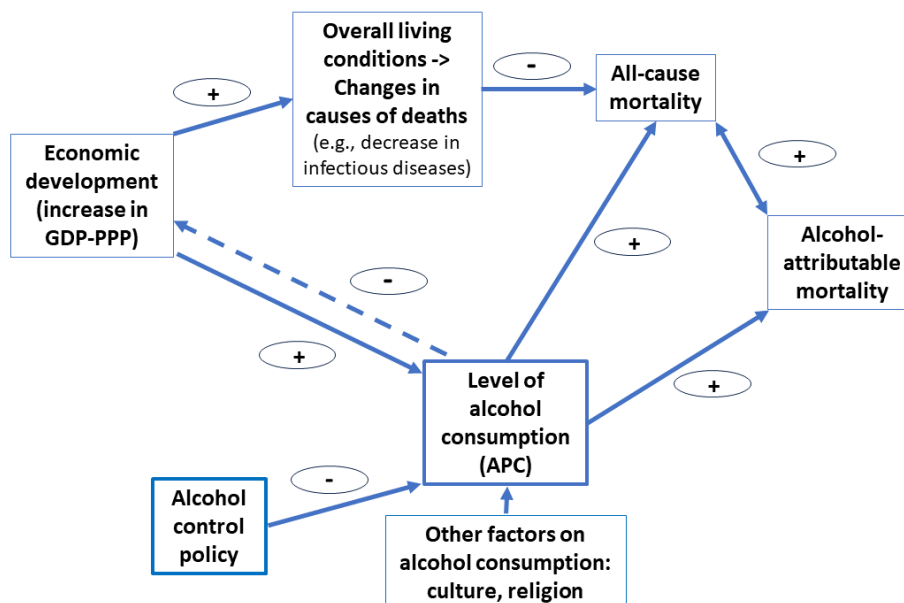 Overall living
conditions ->
Changes in
causes of deaths
(e.g., decrease in
infectious diseases)
-
All-cause
mortality
+
Economic
development
(increase in
GDP-PPP)
+
Alcohol-
attributable
mortality
+
-
+
Level of
alcohol
consumption
(APC)
+
-
Alcohol
control
policy
Other factors on
alcohol consumption:
culture, religion